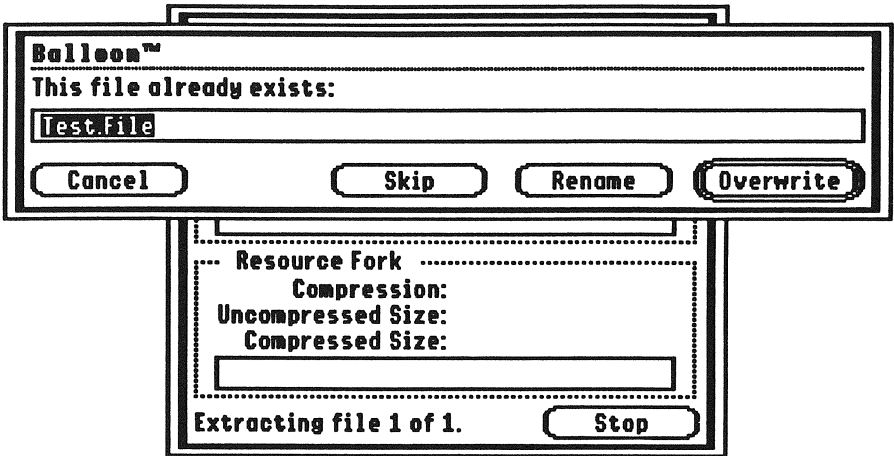 Balloon™
This file already exists:
Test.File
Cancel Skip Rename Overwrite
Resource Fork
Compression:
Uncompressed Size:
Compressed Size:
Extracting file 1 of 1.
Stop